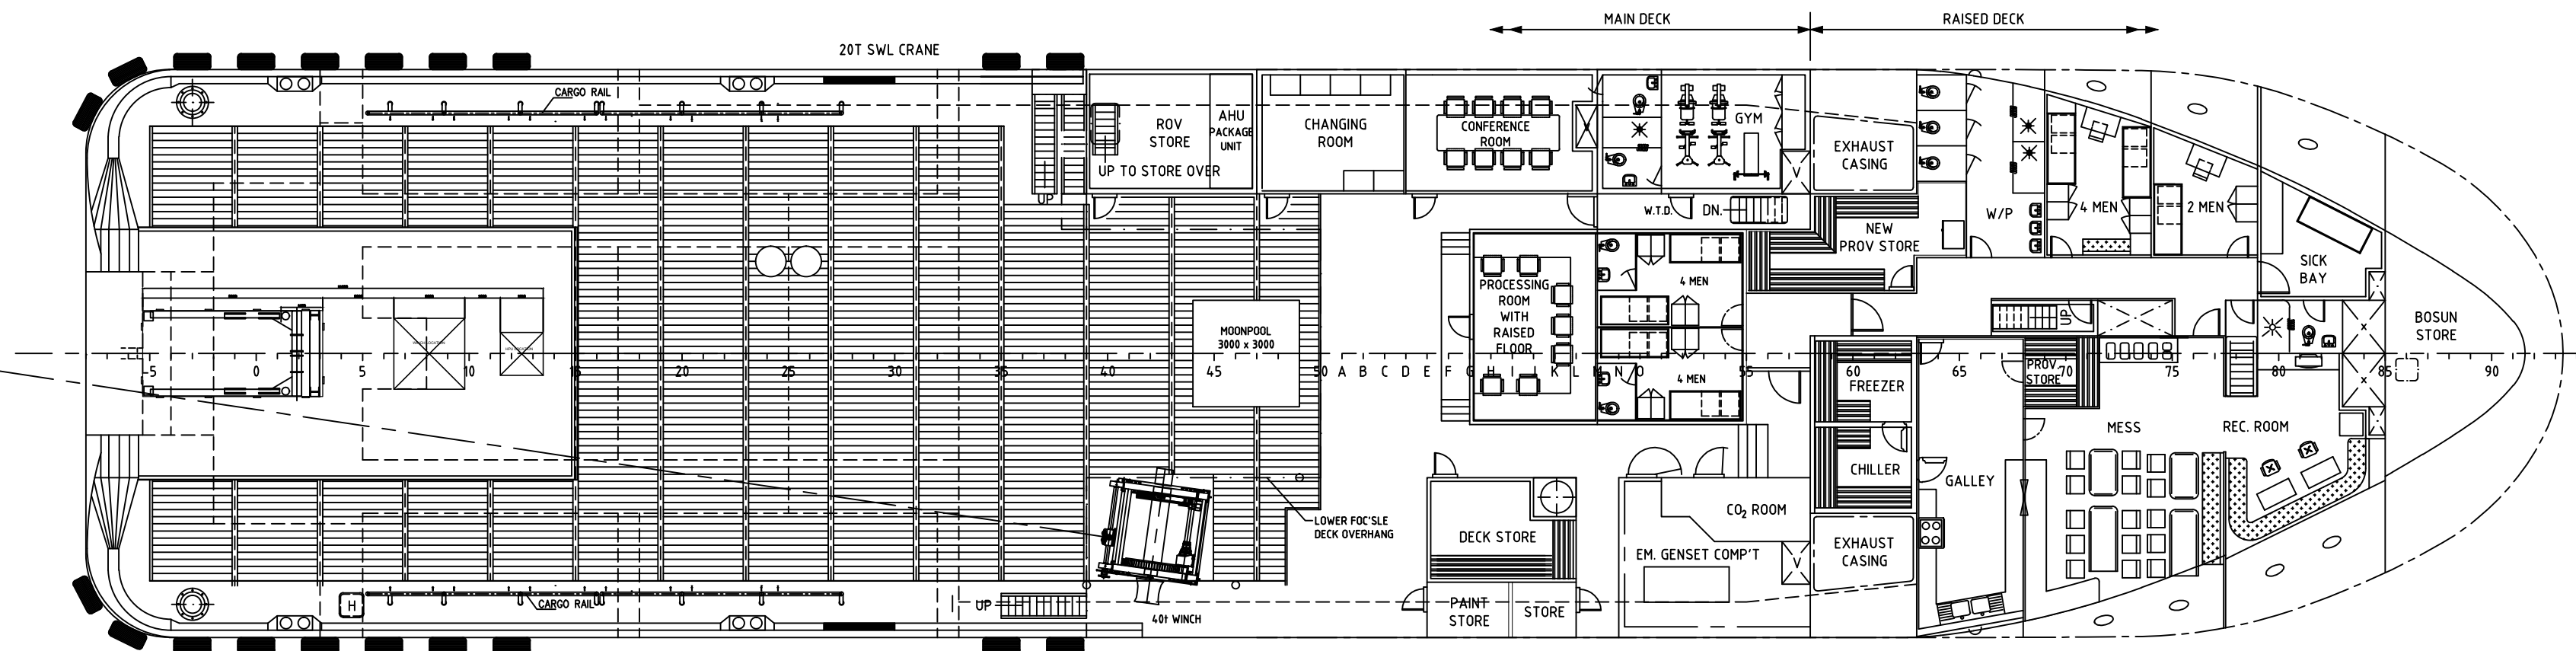 MAIN DECK
RAISED DECK
20T SWL CRANE
CARGO RAIL
ROV
STORE
AHU
PACKAGE
UNIT
UP TO STORE OVER
CHANGING
ROOM
CONFERENCE
ROOM
GYM
EXHAUST
CASING
UP
W.T.D.
DN.
NEW
PROV STORE
W/P
4 MEN
2 MEN
SICK
BAY
PROCESSING
ROOM
WITH
RAISED
FLOOR
4 MEN
4 MEN
MOONPOOL
3000 x 3000
UP
BOSUN
STORE
-5 0 5 10 15 20 25 30 35 40 45 50 A B C D E F G H I J K L M N O 55 60 65 70 75 80 85 90
FREEZER
PROV.
STORE
MESS
REC. ROOM
CHILLER
GALLEY
CO₂ ROOM
LOWER FOC'SLE
DECK OVERHANG
DECK STORE
EM. GENSET COMP'T
EXHAUST
CASING
H
CARGO RAIL
UP
40t WINCH
PAINT
STORE
STORE